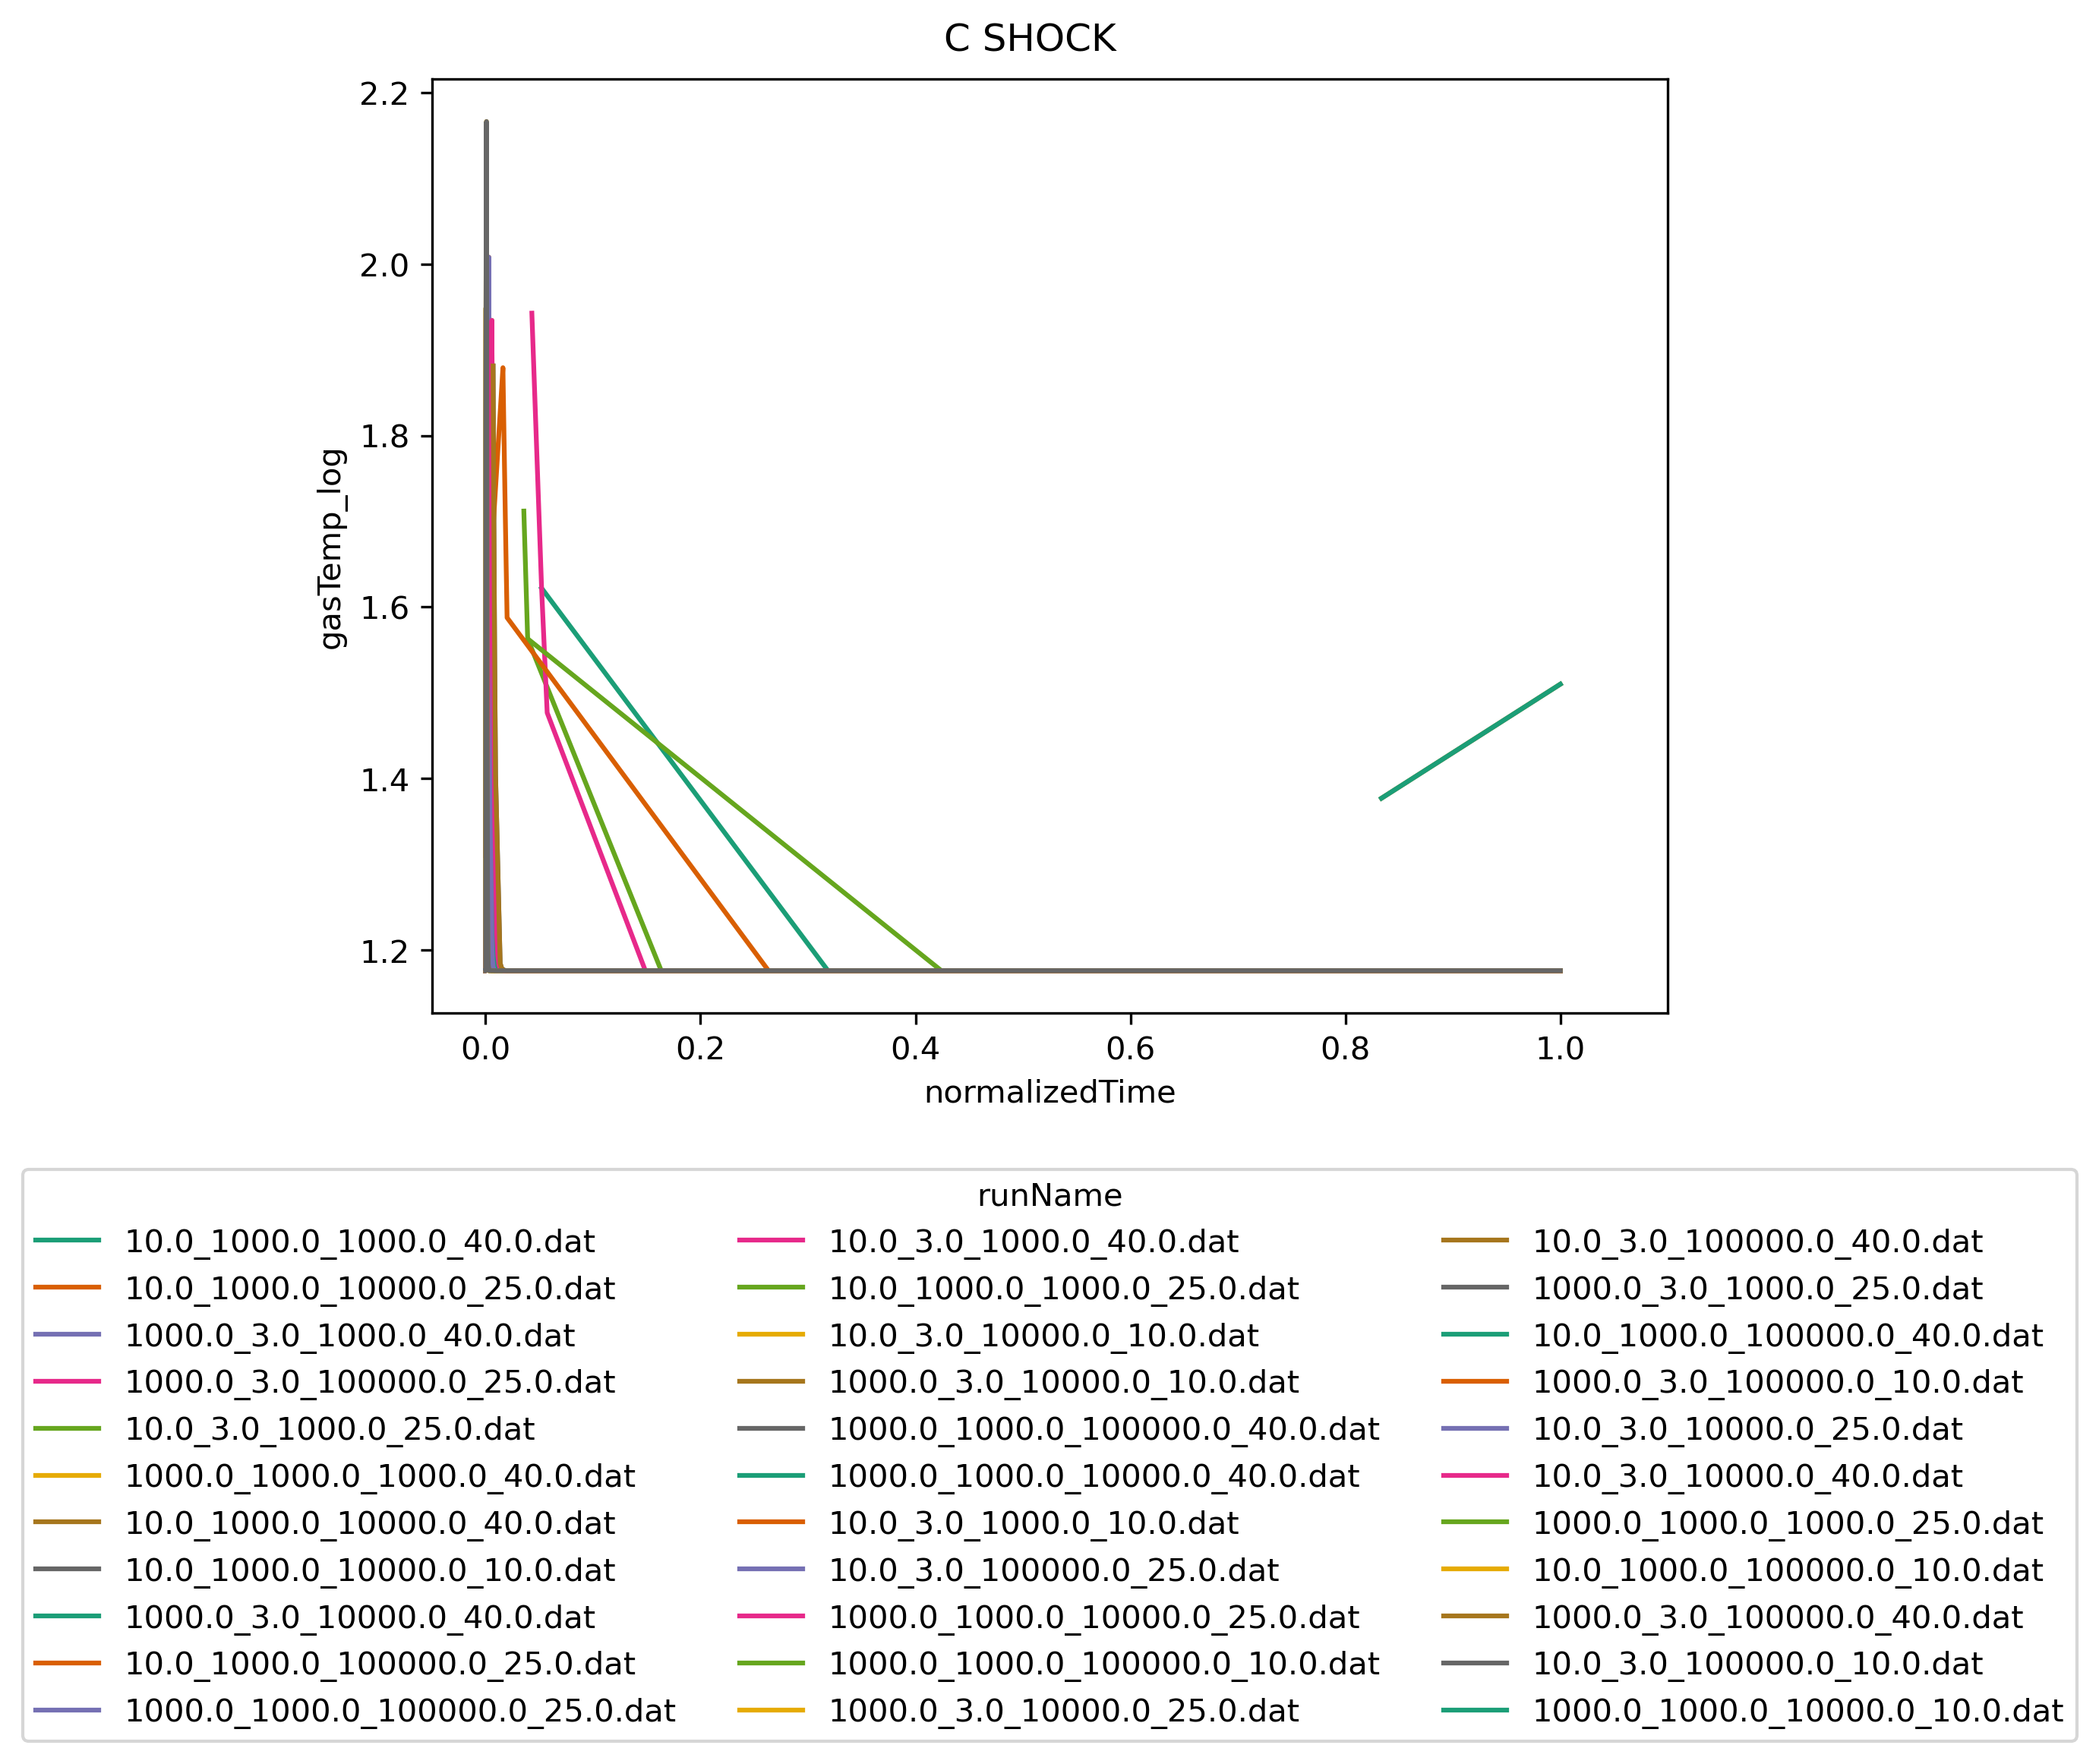 C SHOCK
2.2
2.0
1.8
1.6
1.4
1.2
gasTemp_log
0.0 0.2 0.4 0.6 0.8 1.0
normalizedTime
runName
10.0_1000.0_1000.0_40.0.dat
10.0_1000.0_10000.0_25.0.dat
1000.0_3.0_1000.0_40.0.dat
1000.0_3.0_100000.0_25.0.dat
10.0_3.0_1000.0_25.0.dat
1000.0_1000.0_1000.0_40.0.dat
10.0_1000.0_10000.0_40.0.dat
10.0_1000.0_10000.0_10.0.dat
1000.0_3.0_10000.0_40.0.dat
10.0_1000.0_100000.0_25.0.dat
1000.0_1000.0_100000.0_25.0.dat
10.0_3.0_1000.0_40.0.dat
10.0_1000.0_1000.0_25.0.dat
10.0_3.0_10000.0_10.0.dat
1000.0_3.0_10000.0_10.0.dat
1000.0_1000.0_100000.0_40.0.dat
1000.0_1000.0_10000.0_40.0.dat
10.0_3.0_1000.0_10.0.dat
10.0_3.0_100000.0_25.0.dat
1000.0_1000.0_10000.0_25.0.dat
1000.0_1000.0_100000.0_10.0.dat
1000.0_3.0_10000.0_25.0.dat
10.0_3.0_100000.0_40.0.dat
1000.0_3.0_1000.0_25.0.dat
10.0_1000.0_100000.0_40.0.dat
1000.0_3.0_100000.0_10.0.dat
10.0_3.0_10000.0_25.0.dat
10.0_3.0_10000.0_40.0.dat
1000.0_1000.0_1000.0_25.0.dat
10.0_1000.0_100000.0_10.0.dat
1000.0_3.0_100000.0_40.0.dat
10.0_3.0_100000.0_10.0.dat
1000.0_1000.0_10000.0_10.0.dat